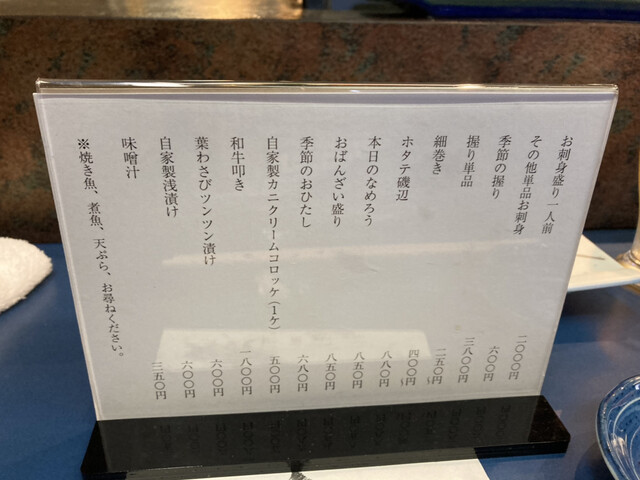 お刺身盛り一人前 二〇〇〇円
その他単品お刺身 六〇〇円
季節の握り 三八〇〇円
握り単品 二五〇円〜
細巻き 四〇〇円〜
ホタテ磯辺 八八〇円
本日のなめろう 八五〇円
おばんざい盛り 八五〇円
季節のおひたし 六八〇円
自家製カニクリームコロッケ(1ケ) 五〇〇円
和牛叩き 一八〇〇円
葉わさびツンツン漬け 六〇〇円
自家製浅漬け 六〇〇円
味噌汁 三五〇円
※焼き魚、煮魚、天ぷら、お尋ねください。